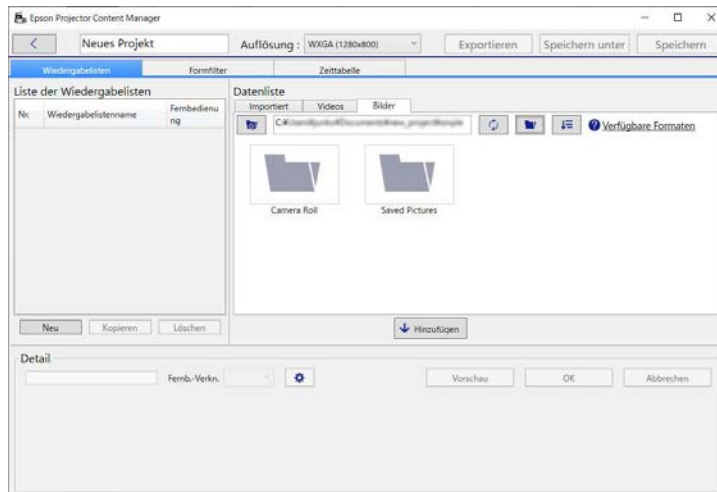 Epson Projector Content Manager
Neues Projekt Auflösung : WXGA (1280x800) Exportieren Speichern unter Speichern
Wiedergabelisten Formfilter Zeittabelle
Liste der Wiedergabelisten
Nr. Wiedergabelistenname Fernbedienu
ng
Datenliste
Importiert Videos Bilder
C:¥
Verfügbare Formaten
Camera Roll Saved Pictures
Neu Kopieren Löschen
Hinzufügen
Detail
Fernb.-Verkn. Vorschau OK Abbrechen